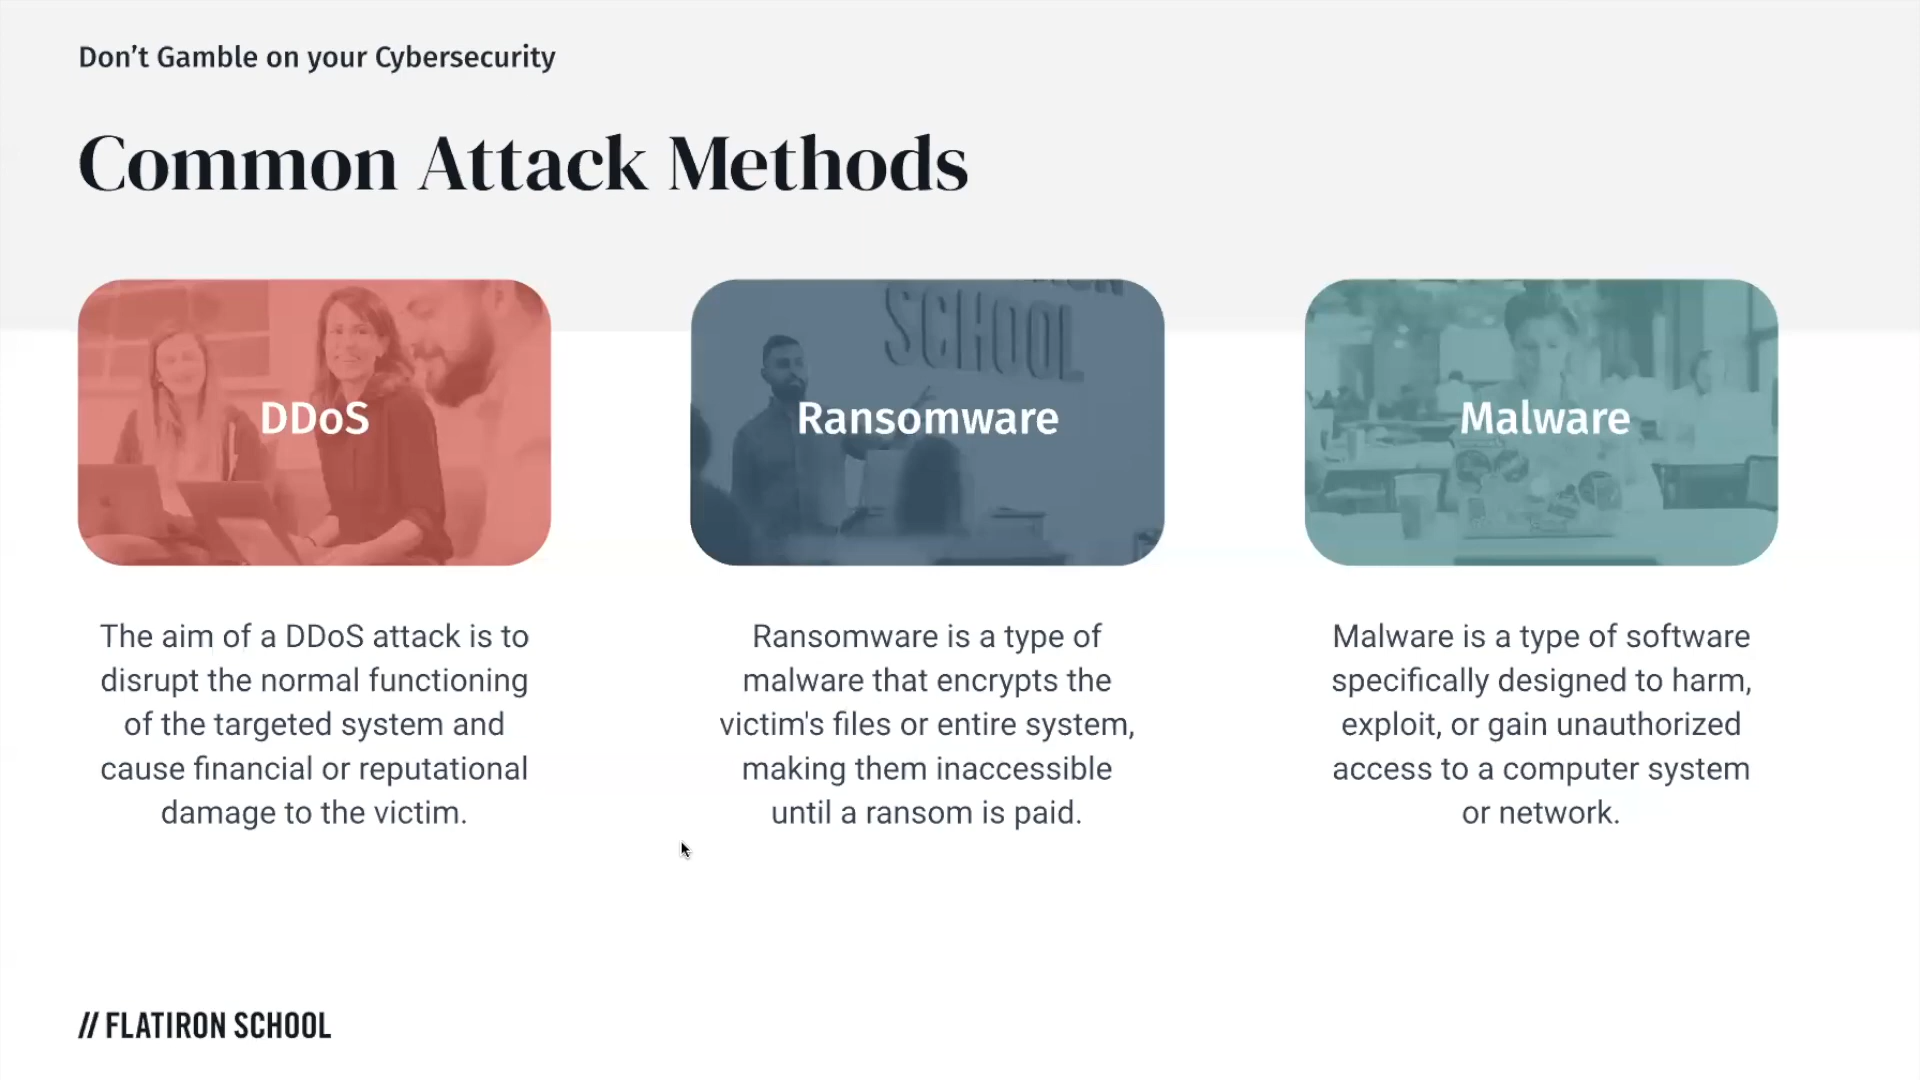 Don’t Gamble on your Cybersecurity
Common Attack Methods
DDoS
The aim of a DDoS attack is to
disrupt the normal functioning
of the targeted system and
cause financial or reputational
damage to the victim.
SCHOOL
Ransomware
Ransomware is a type of
malware that encrypts the
victim's files or entire system,
making them inaccessible
until a ransom is paid.
Malware
Malware is a type of software
specifically designed to harm,
exploit, or gain unauthorized
access to a computer system
or network.
// FLATIRON SCHOOL